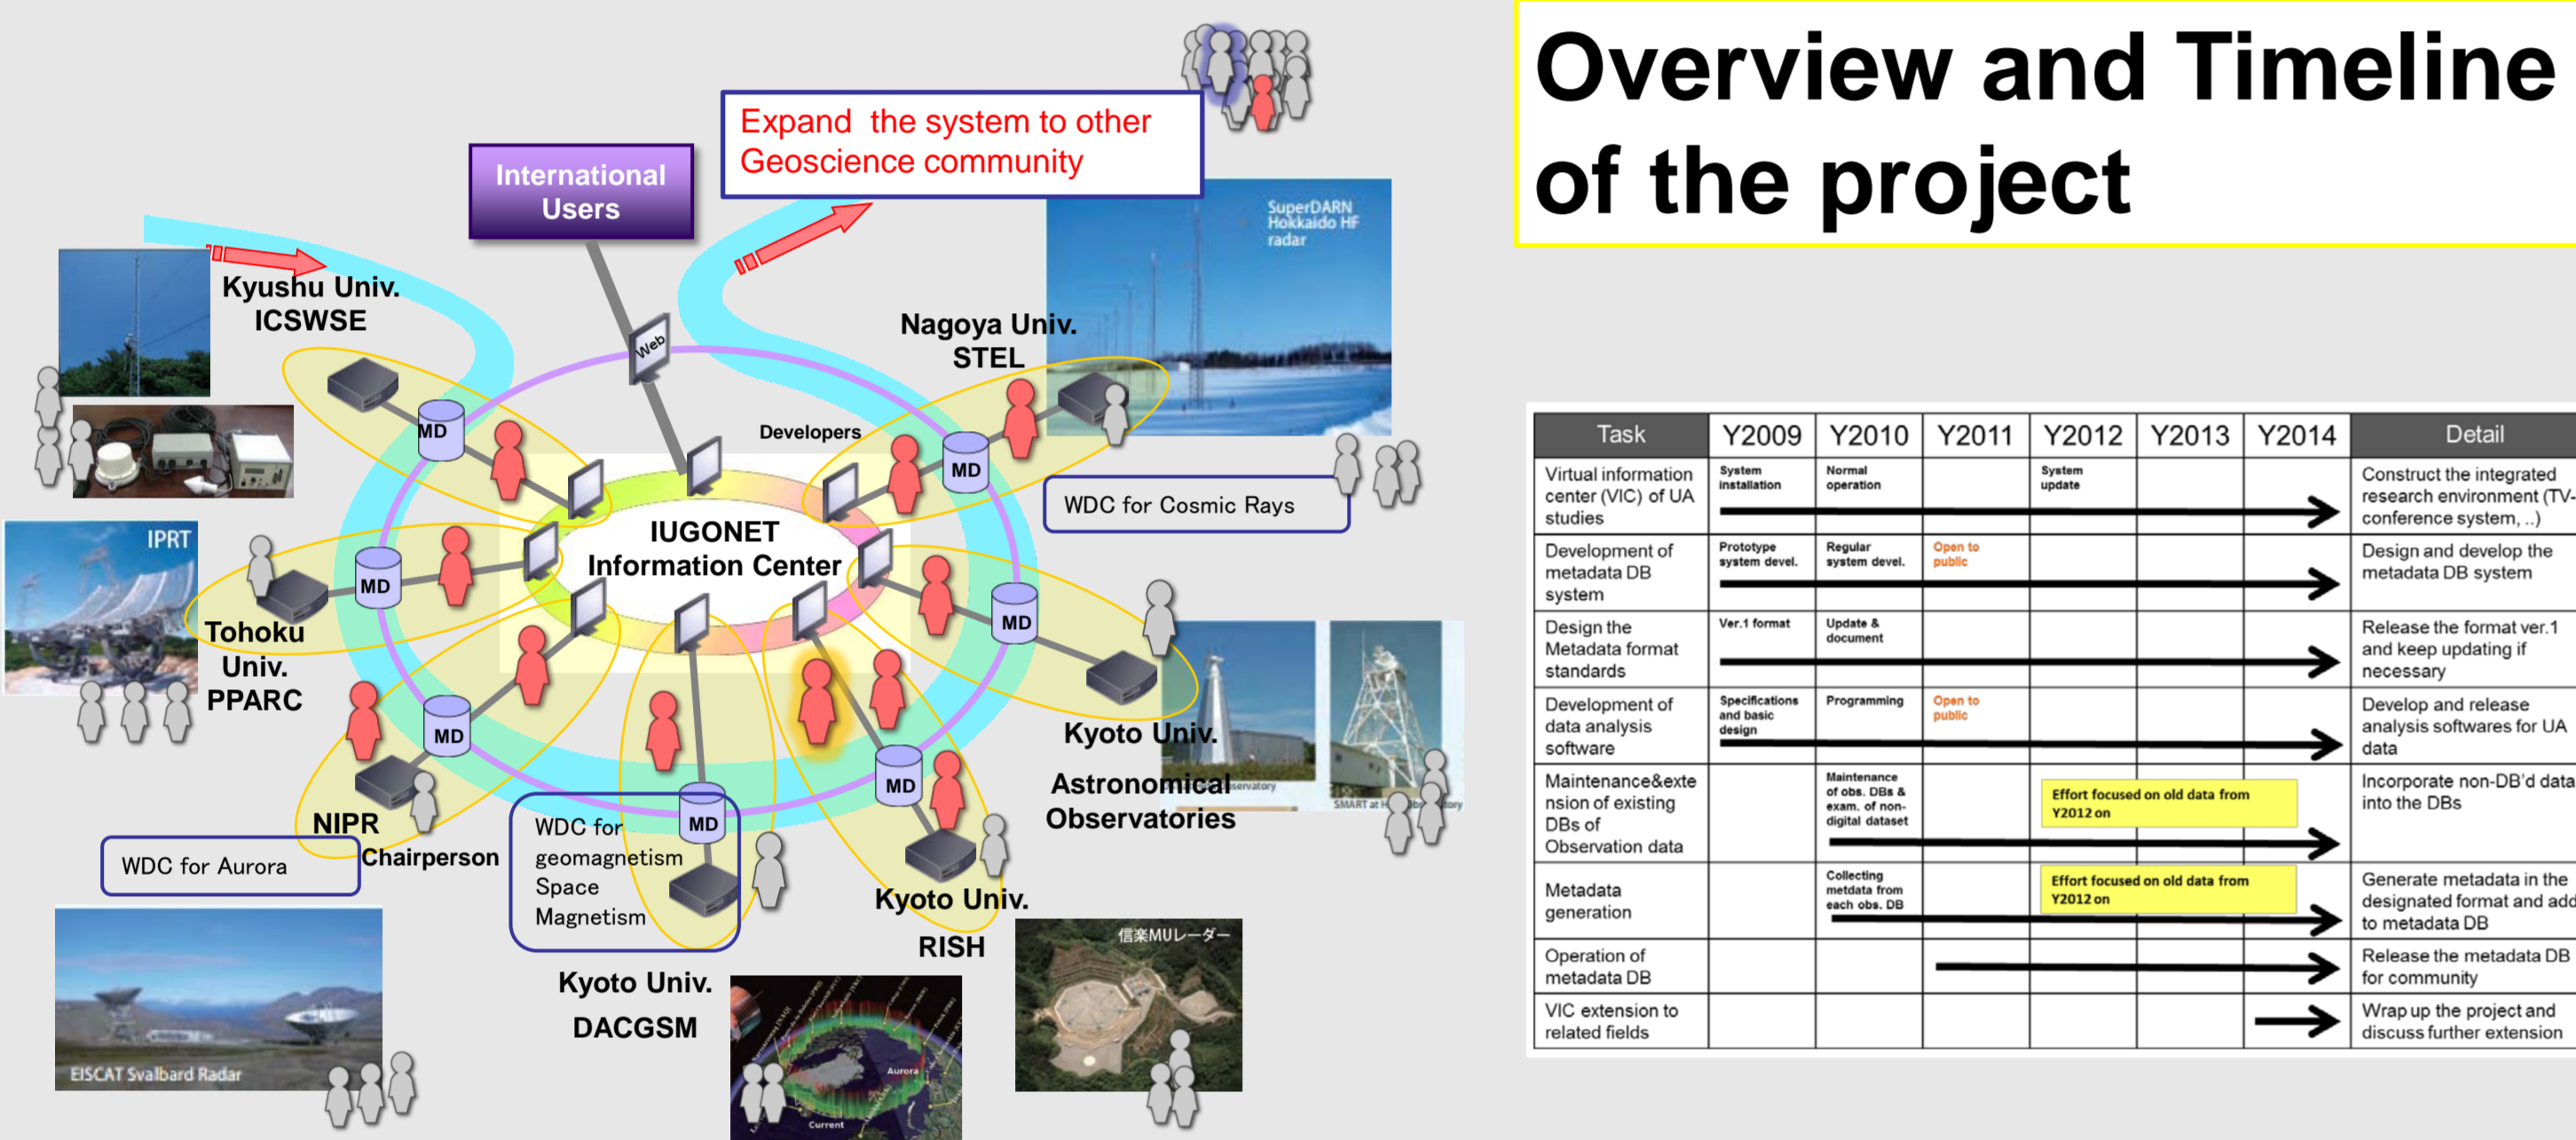 Overview and Timeline
of the project
Expand the system to other
Geoscience community
International
Users
SuperDARN
Hokkaido HF
radar
Kyushu Univ.
ICSWSE
Web
Nagoya Univ.
STEL
MD
Developers
MD
WDC for Cosmic Rays
IUGONET
Information Center
IPRT
MD
MD
Tohoku
Univ.
PPARC
MD
MD
MD
Kyoto Univ.
Astronomical
Observatories
SMART at
NIPR
Chairperson
WDC for Aurora
WDC for
geomagnetism
Space
Magnetism
Kyoto Univ.
RISH
信楽MUレーダー
Kyoto Univ.
DACGSM
EISCAT Svalbard Radar
Aurora
Current
Task Y2009 Y2010 Y2011 Y2012 Y2013 Y2014 Detail
Virtual information
center (VIC) of UA
studies
System
installation
Normal
operation
System
update
Construct the integrated
research environment (TV-
conference system, ..)
Development of
metadata DB
system
Prototype
system devel.
Regular
system devel.
Open to
public
Design and develop the
metadata DB system
Design the
Metadata format
standards
Ver.1 format
Update &
document
Release the format ver.1
and keep updating if
necessary
Development of
data analysis
software
Specifications
and basic
design
Programming
Open to
public
Develop and release
analysis softwares for UA
data
Maintenance&exte
nsion of existing
DBs of
Observation data
Maintenance
of obs. DBs &
exam. of non-
digital dataset
Effort focused on old data from
Y2012 on
Incorporate non-DB'd data
into the DBs
Metadata
generation
Collecting
metdata from
each obs. DB
Effort focused on old data from
Y2012 on
Generate metadata in the
designated format and add
to metadata DB
Operation of
metadata DB
Release the metadata DB
for community
VIC extension to
related fields
Wrap up the project and
discuss further extension